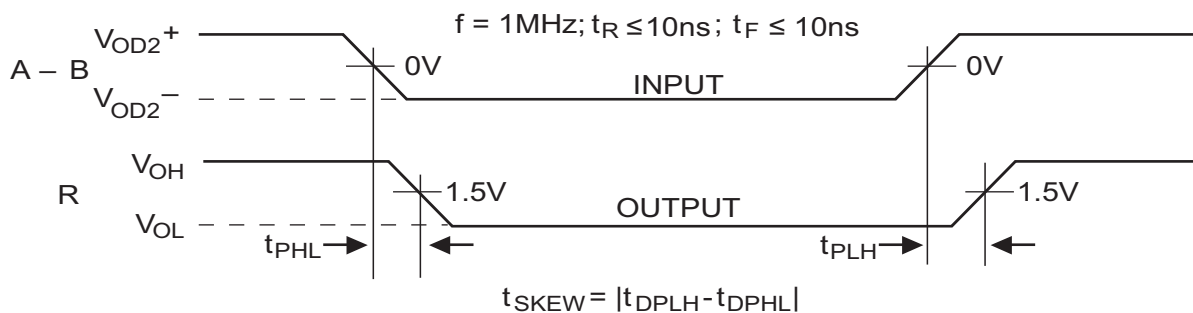 f = 1MHz; tR ≤ 10ns; tF ≤ 10ns
VOD2+
A – B
0V
0V
INPUT
VOD2–
VOH
R
1.5V
1.5V
OUTPUT
VOL
tPHL
tPLH
tSKEW = |tDPLH - tDPHL|